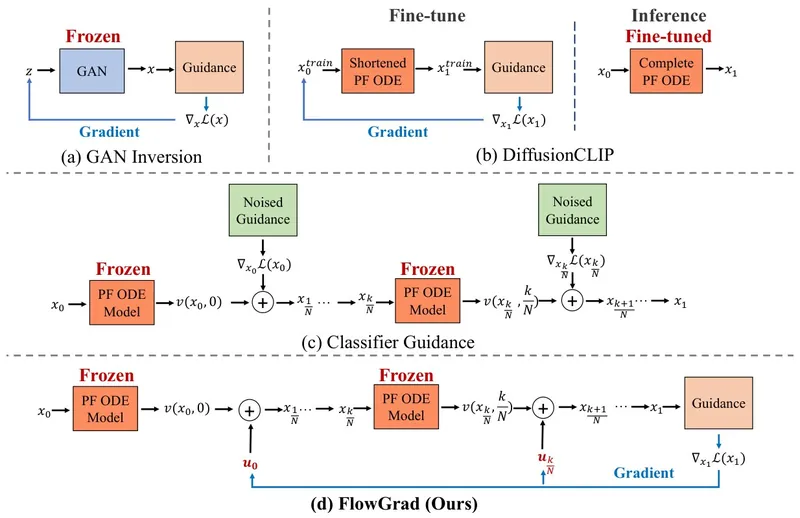 Frozen
z
GAN
x
Guidance
∇ₓℒ(x)
Gradient
(a) GAN Inversion
Fine-tune
x₀ᵗʳᵃⁱⁿ
Shortened
PF ODE
x₁ᵗʳᵃⁱⁿ
Guidance
∇ₓ₁ℒ(x₁)
Gradient
Inference
Fine-tuned
x₀
Complete
PF ODE
x₁
(b) DiffusionCLIP
Noised
Guidance
∇ₓ₀ℒ(x₀)
Noised
Guidance
∇_{x_{k/N}}ℒ(x_{k/N})
Frozen
Frozen
x₀
PF ODE
Model
v(x₀, 0)
+
x_{1/N} ⋯
x_{k/N}
PF ODE
Model
v(x_{k/N}, k/N)
+
x_{k+1/N} ⋯
x₁
(c) Classifier Guidance
Frozen
Frozen
x₀
PF ODE
Model
v(x₀, 0)
+
x_{1/N} ⋯
x_{k/N}
PF ODE
Model
v(x_{k/N}, k/N)
+
x_{k+1/N} ⋯
x₁
Guidance
u₀
u_{k/N}
∇ₓ₁ℒ(x₁)
Gradient
(d) FlowGrad (Ours)